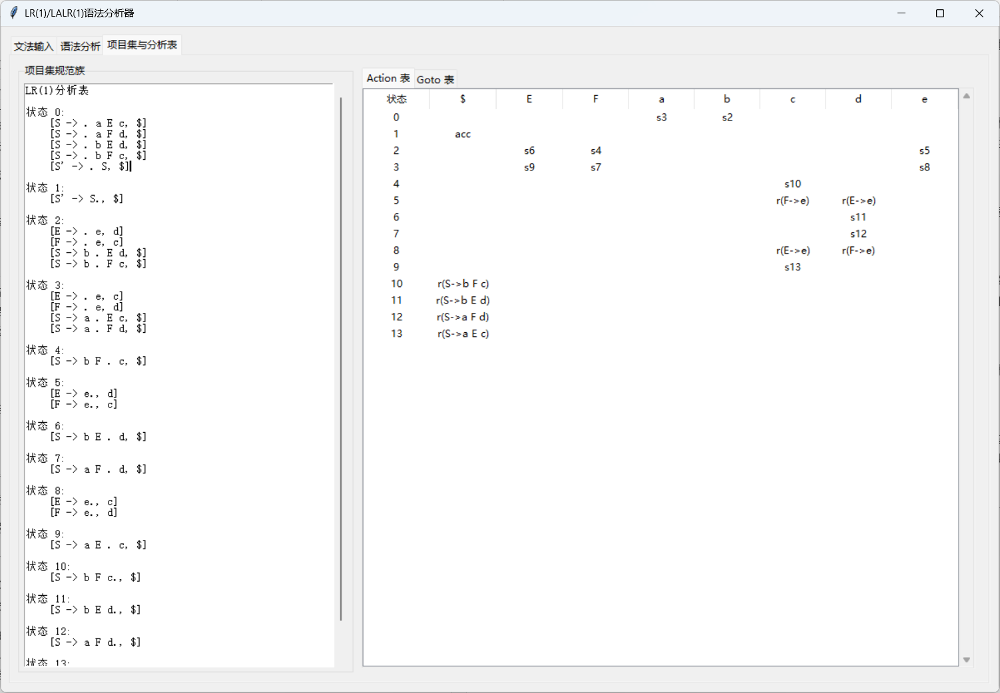 LR(1)/LALR(1)语法分析器
文法输入 语法分析 项目集与分析表
项目集规范族
LR(1)分析表
状态 0:
[S -> . a E c, $]
[S -> . a F d, $]
[S -> . b E d, $]
[S -> . b F c, $]
[S' -> . S, $]
状态 1:
[S' -> S., $]
状态 2:
[E -> . e, d]
[F -> . e, c]
[S -> b . E d, $]
[S -> b . F c, $]
状态 3:
[E -> . e, c]
[F -> . e, d]
[S -> a . E c, $]
[S -> a . F d, $]
状态 4:
[S -> b F . c, $]
状态 5:
[E -> e., d]
[F -> e., c]
状态 6:
[S -> b E . d, $]
状态 7:
[S -> a F . d, $]
状态 8:
[E -> e., c]
[F -> e., d]
状态 9:
[S -> a E . c, $]
状态 10:
[S -> b F c., $]
状态 11:
[S -> b E d., $]
状态 12:
[S -> a F d., $]
状态 13:
Action 表 Goto 表
状态 $ E F a b c d e
0 s3 s2
1 acc
2 s6 s4 s5
3 s9 s7 s8
4 s10
5 r(F->e) r(E->e)
6 s11
7 s12
8 r(E->e) r(F->e)
9 s13
10 r(S->b F c)
11 r(S->b E d)
12 r(S->a F d)
13 r(S->a E c)